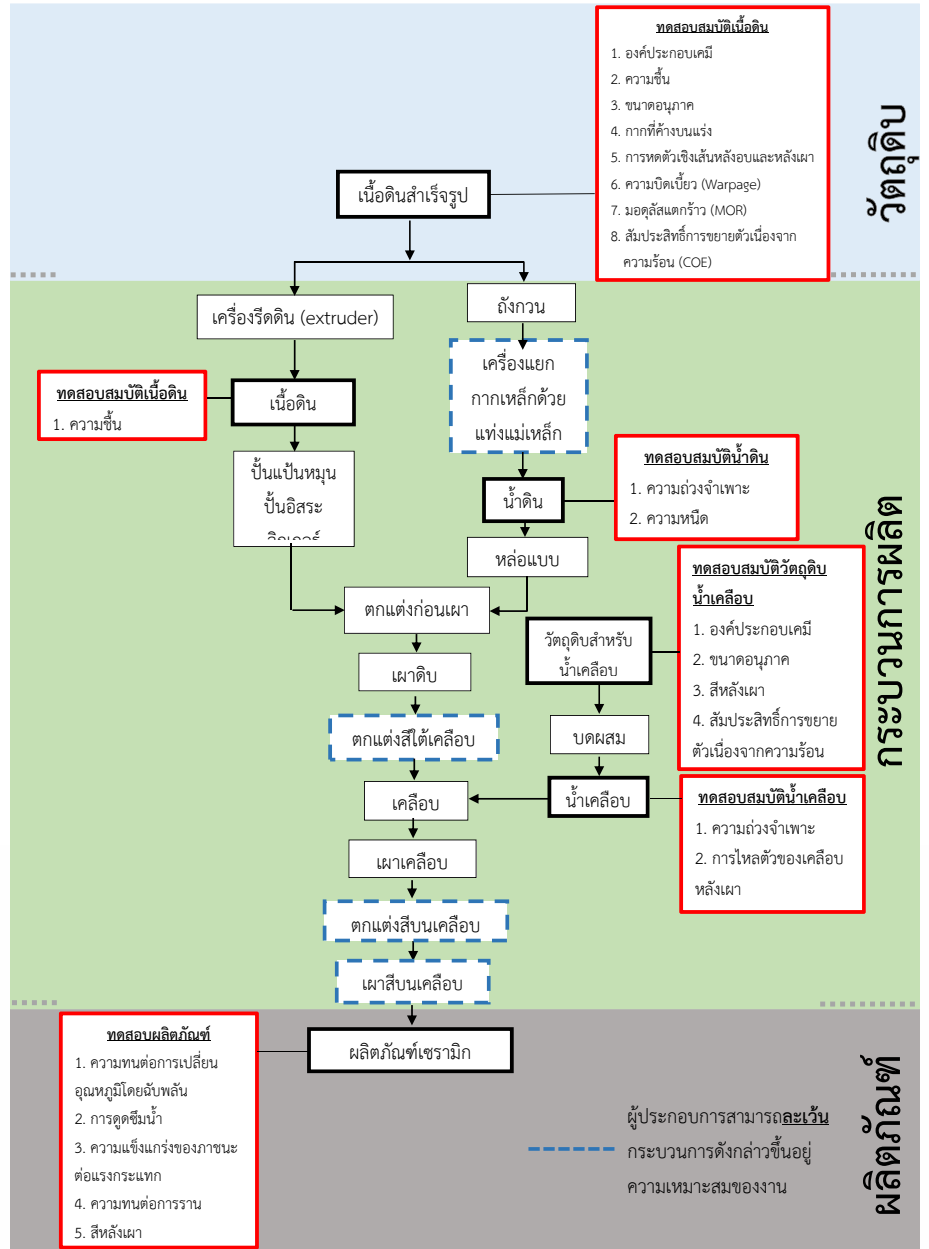 ทดสอบสมบัติเนื้อดิน
1. องค์ประกอบเคมี
2. ความชื้น
3. ขนาดอนุภาค
4. กากที่ค้างบนแร่ง
5. การหดตัวเชิงเส้นหลังอบและหลังเผา
6. ความบิดเบี้ยว (Warpage)
7. มอดุลัสแตกร้าว (MOR)
8. สัมประสิทธิ์การขยายตัวเนื่องจาก
ความร้อน (COE)
วัตถุดิบ
เนื้อดินสำเร็จรูป
เครื่องรีดดิน (extruder)
ถังกวน
เครื่องแยก
กากเหล็กด้วย
แท่งแม่เหล็ก
ทดสอบสมบัติเนื้อดิน
1. ความชื้น
เนื้อดิน
ปั้นแป้นหมุน
ปั้นอิสระ
น้ำดิน
ทดสอบสมบัติน้ำดิน
1. ความถ่วงจำเพาะ
2. ความหนืด
หล่อแบบ
กระบวนการผลิต
ตกแต่งก่อนเผา
เผาดิบ
ตกแต่งสีใต้เคลือบ
วัตถุดิบสำหรับ
น้ำเคลือบ
ทดสอบสมบัติวัตถุดิบ
น้ำเคลือบ
1. องค์ประกอบเคมี
2. ขนาดอนุภาค
3. สีหลังเผา
4. สัมประสิทธิ์การขยาย
ตัวเนื่องจากความร้อน
บดผสม
เคลือบ
น้ำเคลือบ
ทดสอบสมบัติน้ำเคลือบ
1. ความถ่วงจำเพาะ
2. การไหลตัวของเคลือบ
หลังเผา
เผาเคลือบ
ตกแต่งสีบนเคลือบ
เผาสีบนเคลือบ
ผลิตภัณฑ์เซรามิก
ทดสอบผลิตภัณฑ์
1. ความทนต่อการเปลี่ยน
อุณหภูมิโดยฉับพลัน
2. การดูดซึมน้ำ
3. ความแข็งแกร่งของภาชนะ
ต่อแรงกระแทก
4. ความทนต่อการราน
5. สีหลังเผา
ผลิตภัณฑ์
ผู้ประกอบการสามารถละเว้น
กระบวนการดังกล่าวขึ้นอยู่
ความเหมาะสมของงาน